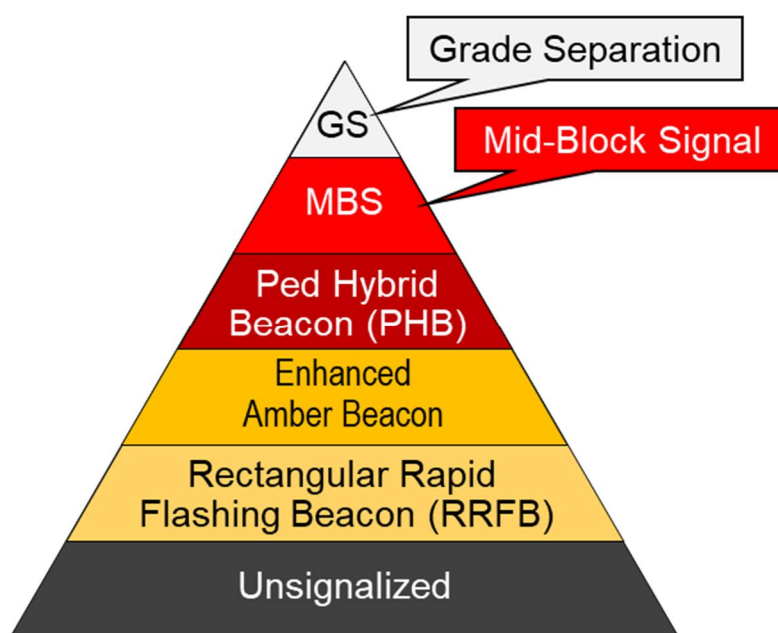 Grade Separation
GS
Mid-Block Signal
MBS
Ped Hybrid
Beacon (PHB)
Enhanced
Amber Beacon
Rectangular Rapid
Flashing Beacon (RRFB)
Unsignalized